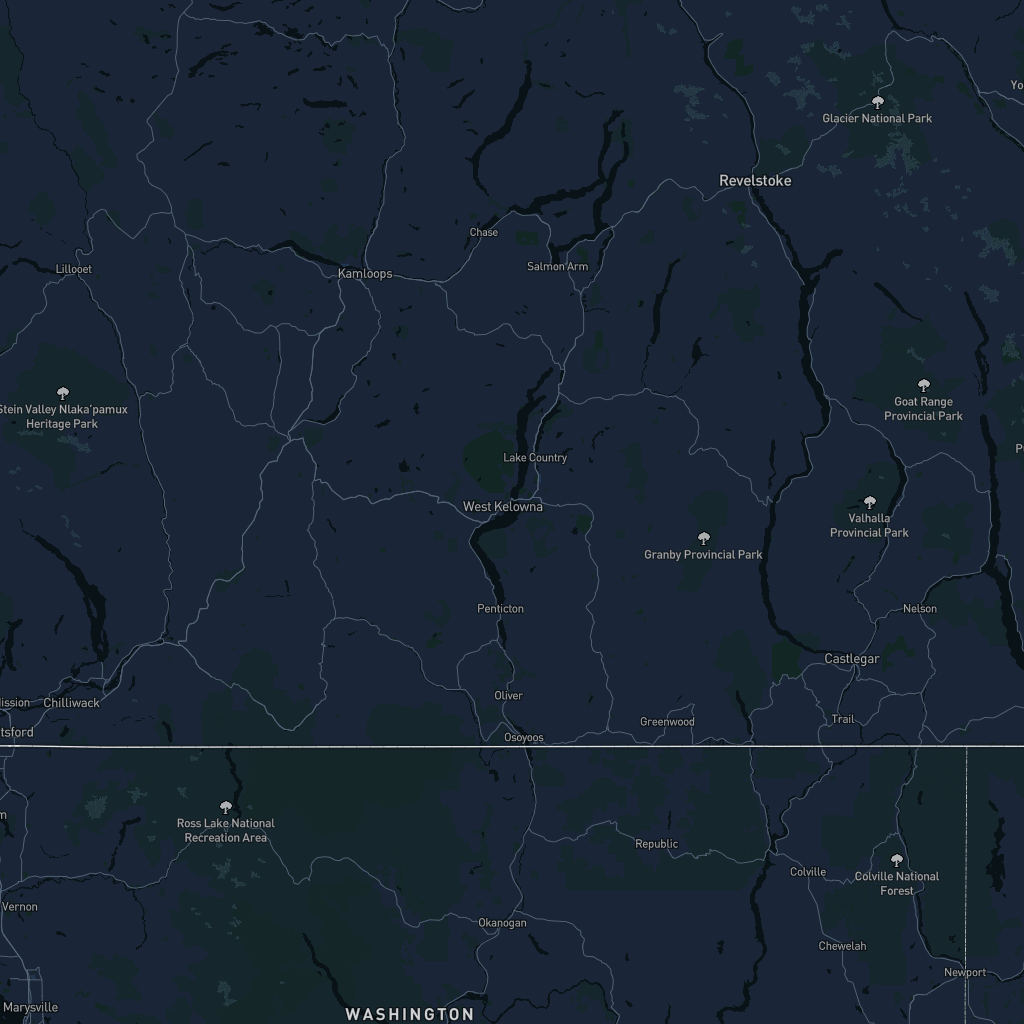 Yo
Glacier National Park
Revelstoke
Chase
Salmon Arm
Lillooet
Kamloops
Stein Valley Nlaka'pamux
Heritage Park
Goat Range
Provincial Park
Lake Country
West Kelowna
Valhalla
Provincial Park
Granby Provincial Park
Penticton
Nelson
Castlegar
Oliver
ission
Chilliwack
Greenwood
Trail
tsford
Osoyoos
Ross Lake National
Recreation Area
Republic
Colville
Colville National
Forest
Vernon
Okanogan
Chewelah
Newport
Marysville
WASHINGTON